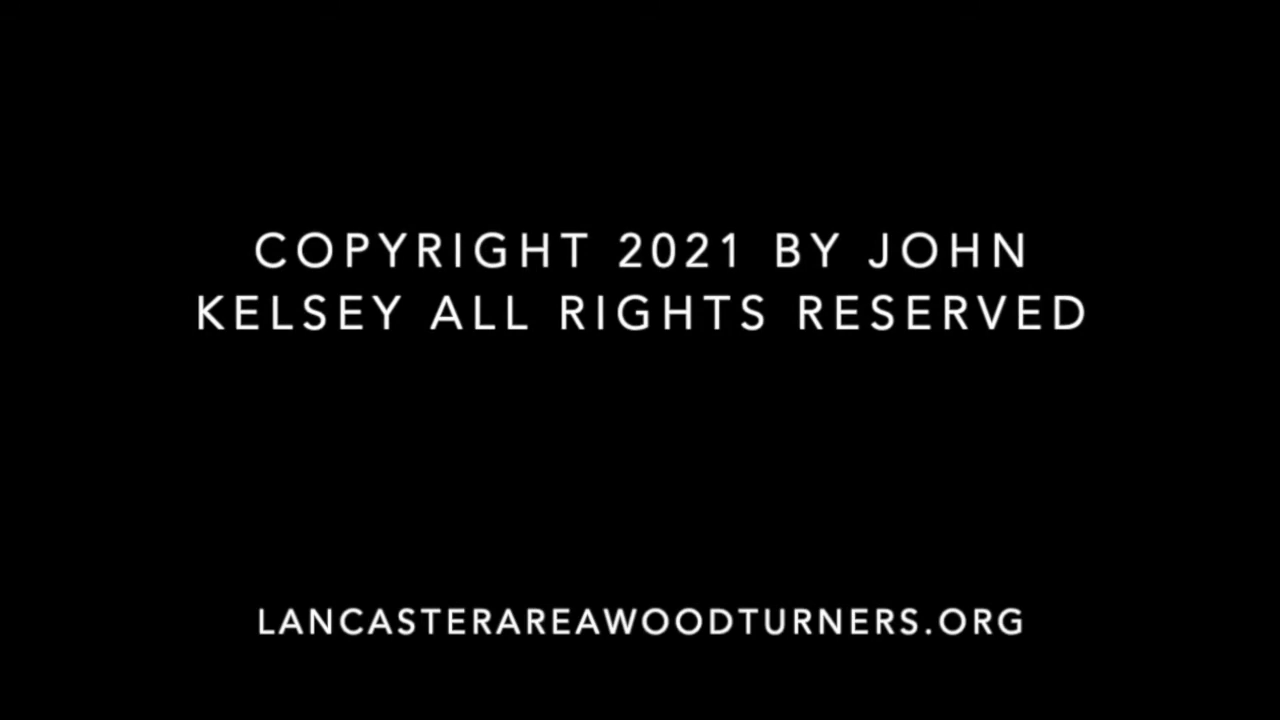 COPYRIGHT 2021 BY JOHN
KELSEY ALL RIGHTS RESERVED
LANCASTERAREAWOODTURNERS.ORG